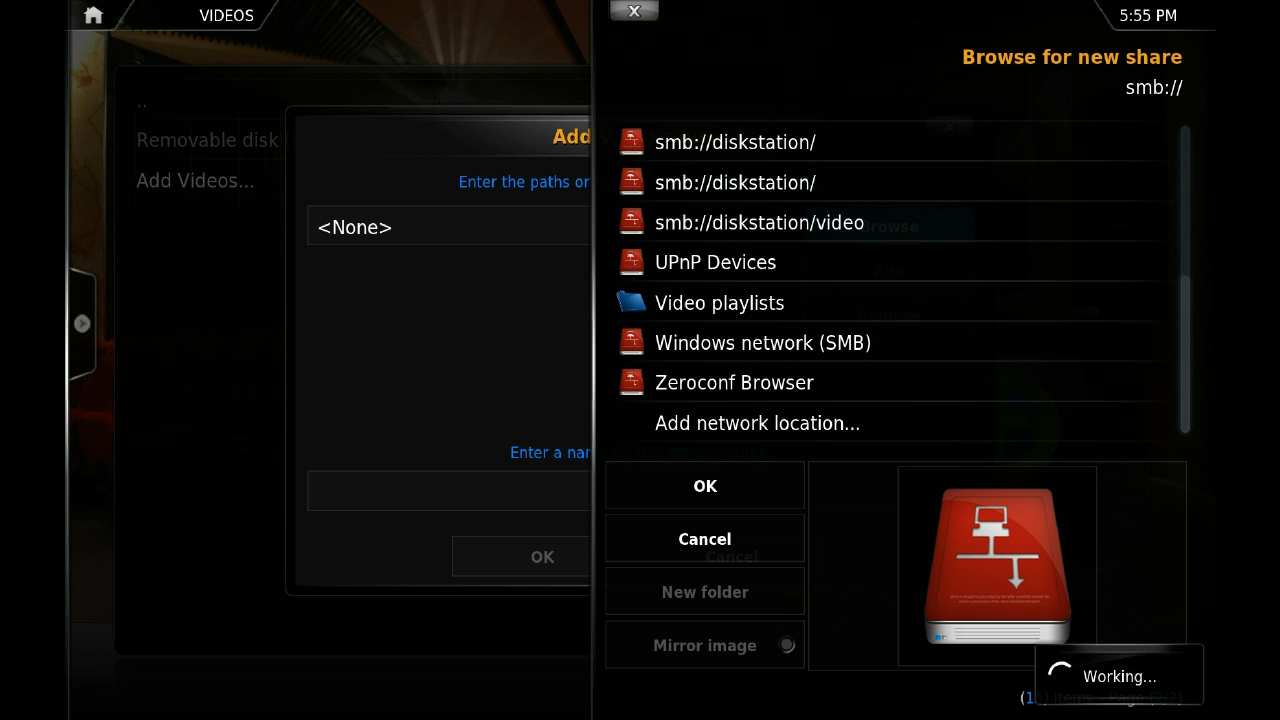 VIDEOS
5:55 PM
Browse for new share
smb://
..
Removable disk
Add Videos...
Add
Enter the paths or
<None>
Enter a nar
OK
smb://diskstation/
smb://diskstation/
smb://diskstation/video
Browse
UPnP Devices
Video playlists
Windows network (SMB)
Zeroconf Browser
Add network location...
OK
Cancel
Cancel
New folder
Mirror image
Working...